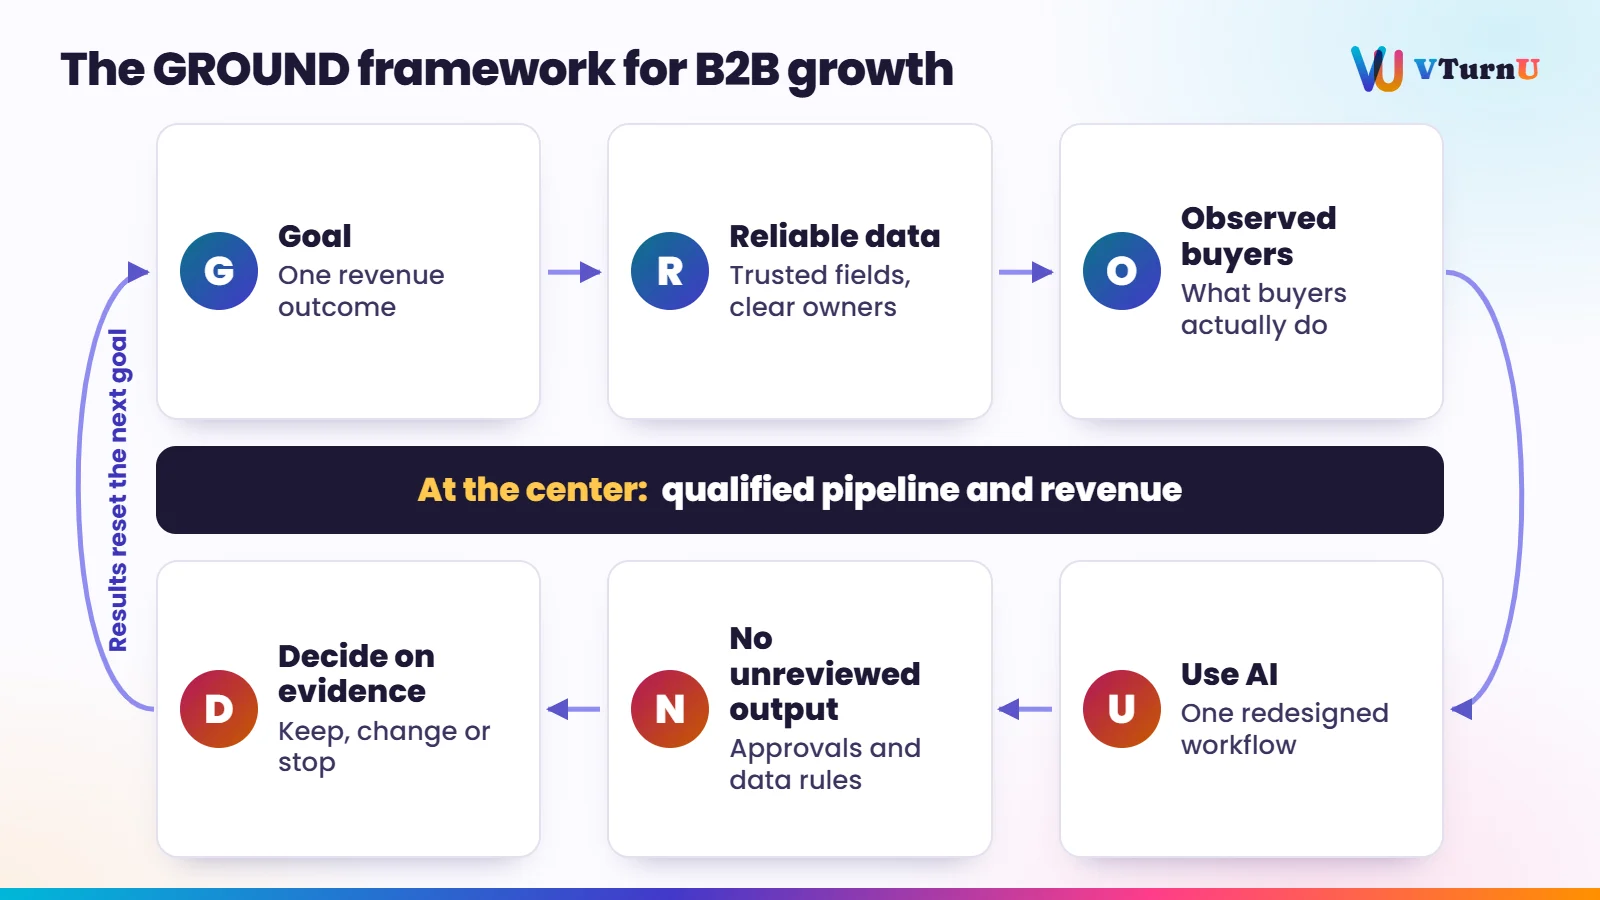 The GROUND framework for B2B growth
VU VTurnU
G
Goal
One revenue
outcome
R
Reliable data
Trusted fields,
clear owners
O
Observed
buyers
What buyers
actually do
Results reset the next goal
At the center: qualified pipeline and revenue
D
Decide on
evidence
Keep, change or
stop
N
No
unreviewed
output
Approvals and
data rules
U
Use AI
One redesigned
workflow